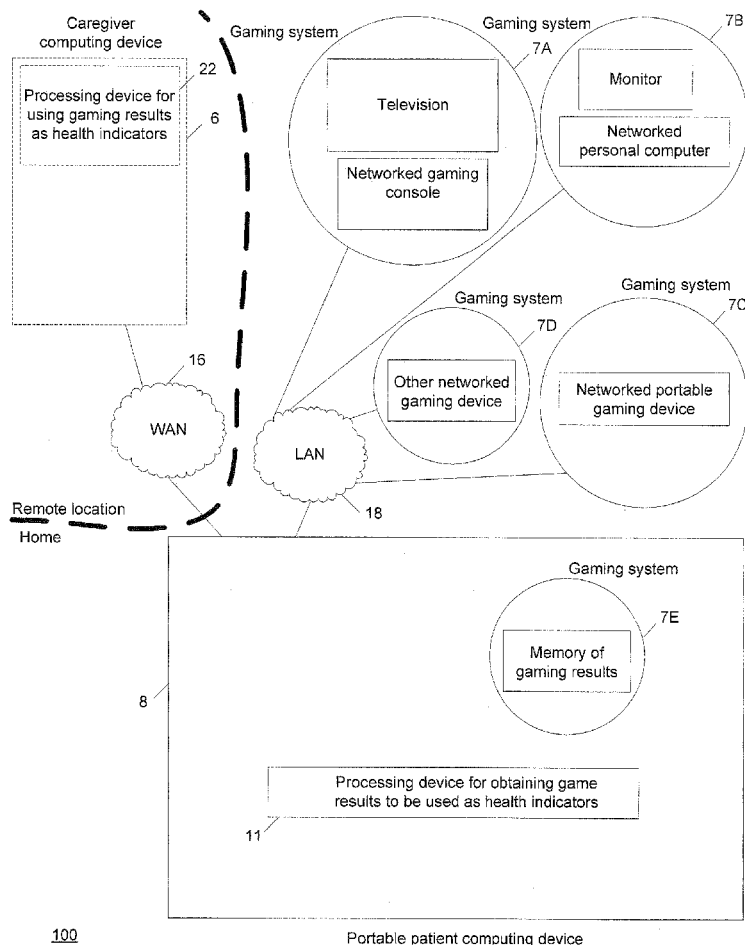 Caregiver
computing device
22
Processing device for
using gaming results
as health indicators
6
Gaming system
7A
Television
Networked gaming
console
7B
Gaming system
Monitor
Networked
personal computer
Gaming system
7C
Networked portable
gaming device
Gaming system
7D
Other networked
gaming device
16
WAN
LAN
18
Remote location
Home
Gaming system
7E
Memory of
gaming results
8
Processing device for obtaining game
results to be used as health indicators
11
100
Portable patient computing device